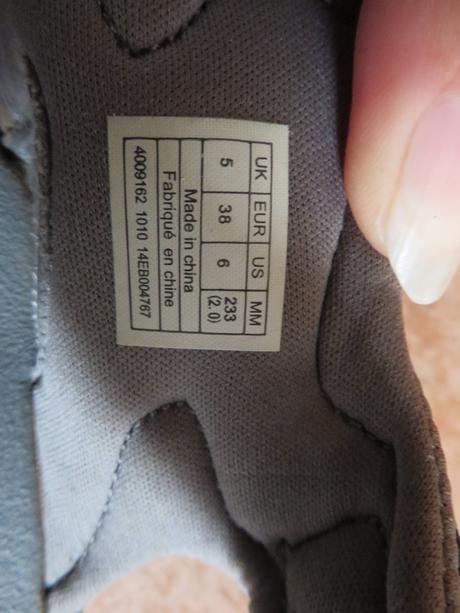 UK EUR US MM
5 38 6 233
(2.0)
Made in china
Fabriqué en chine
4009162 1010 14EB004767